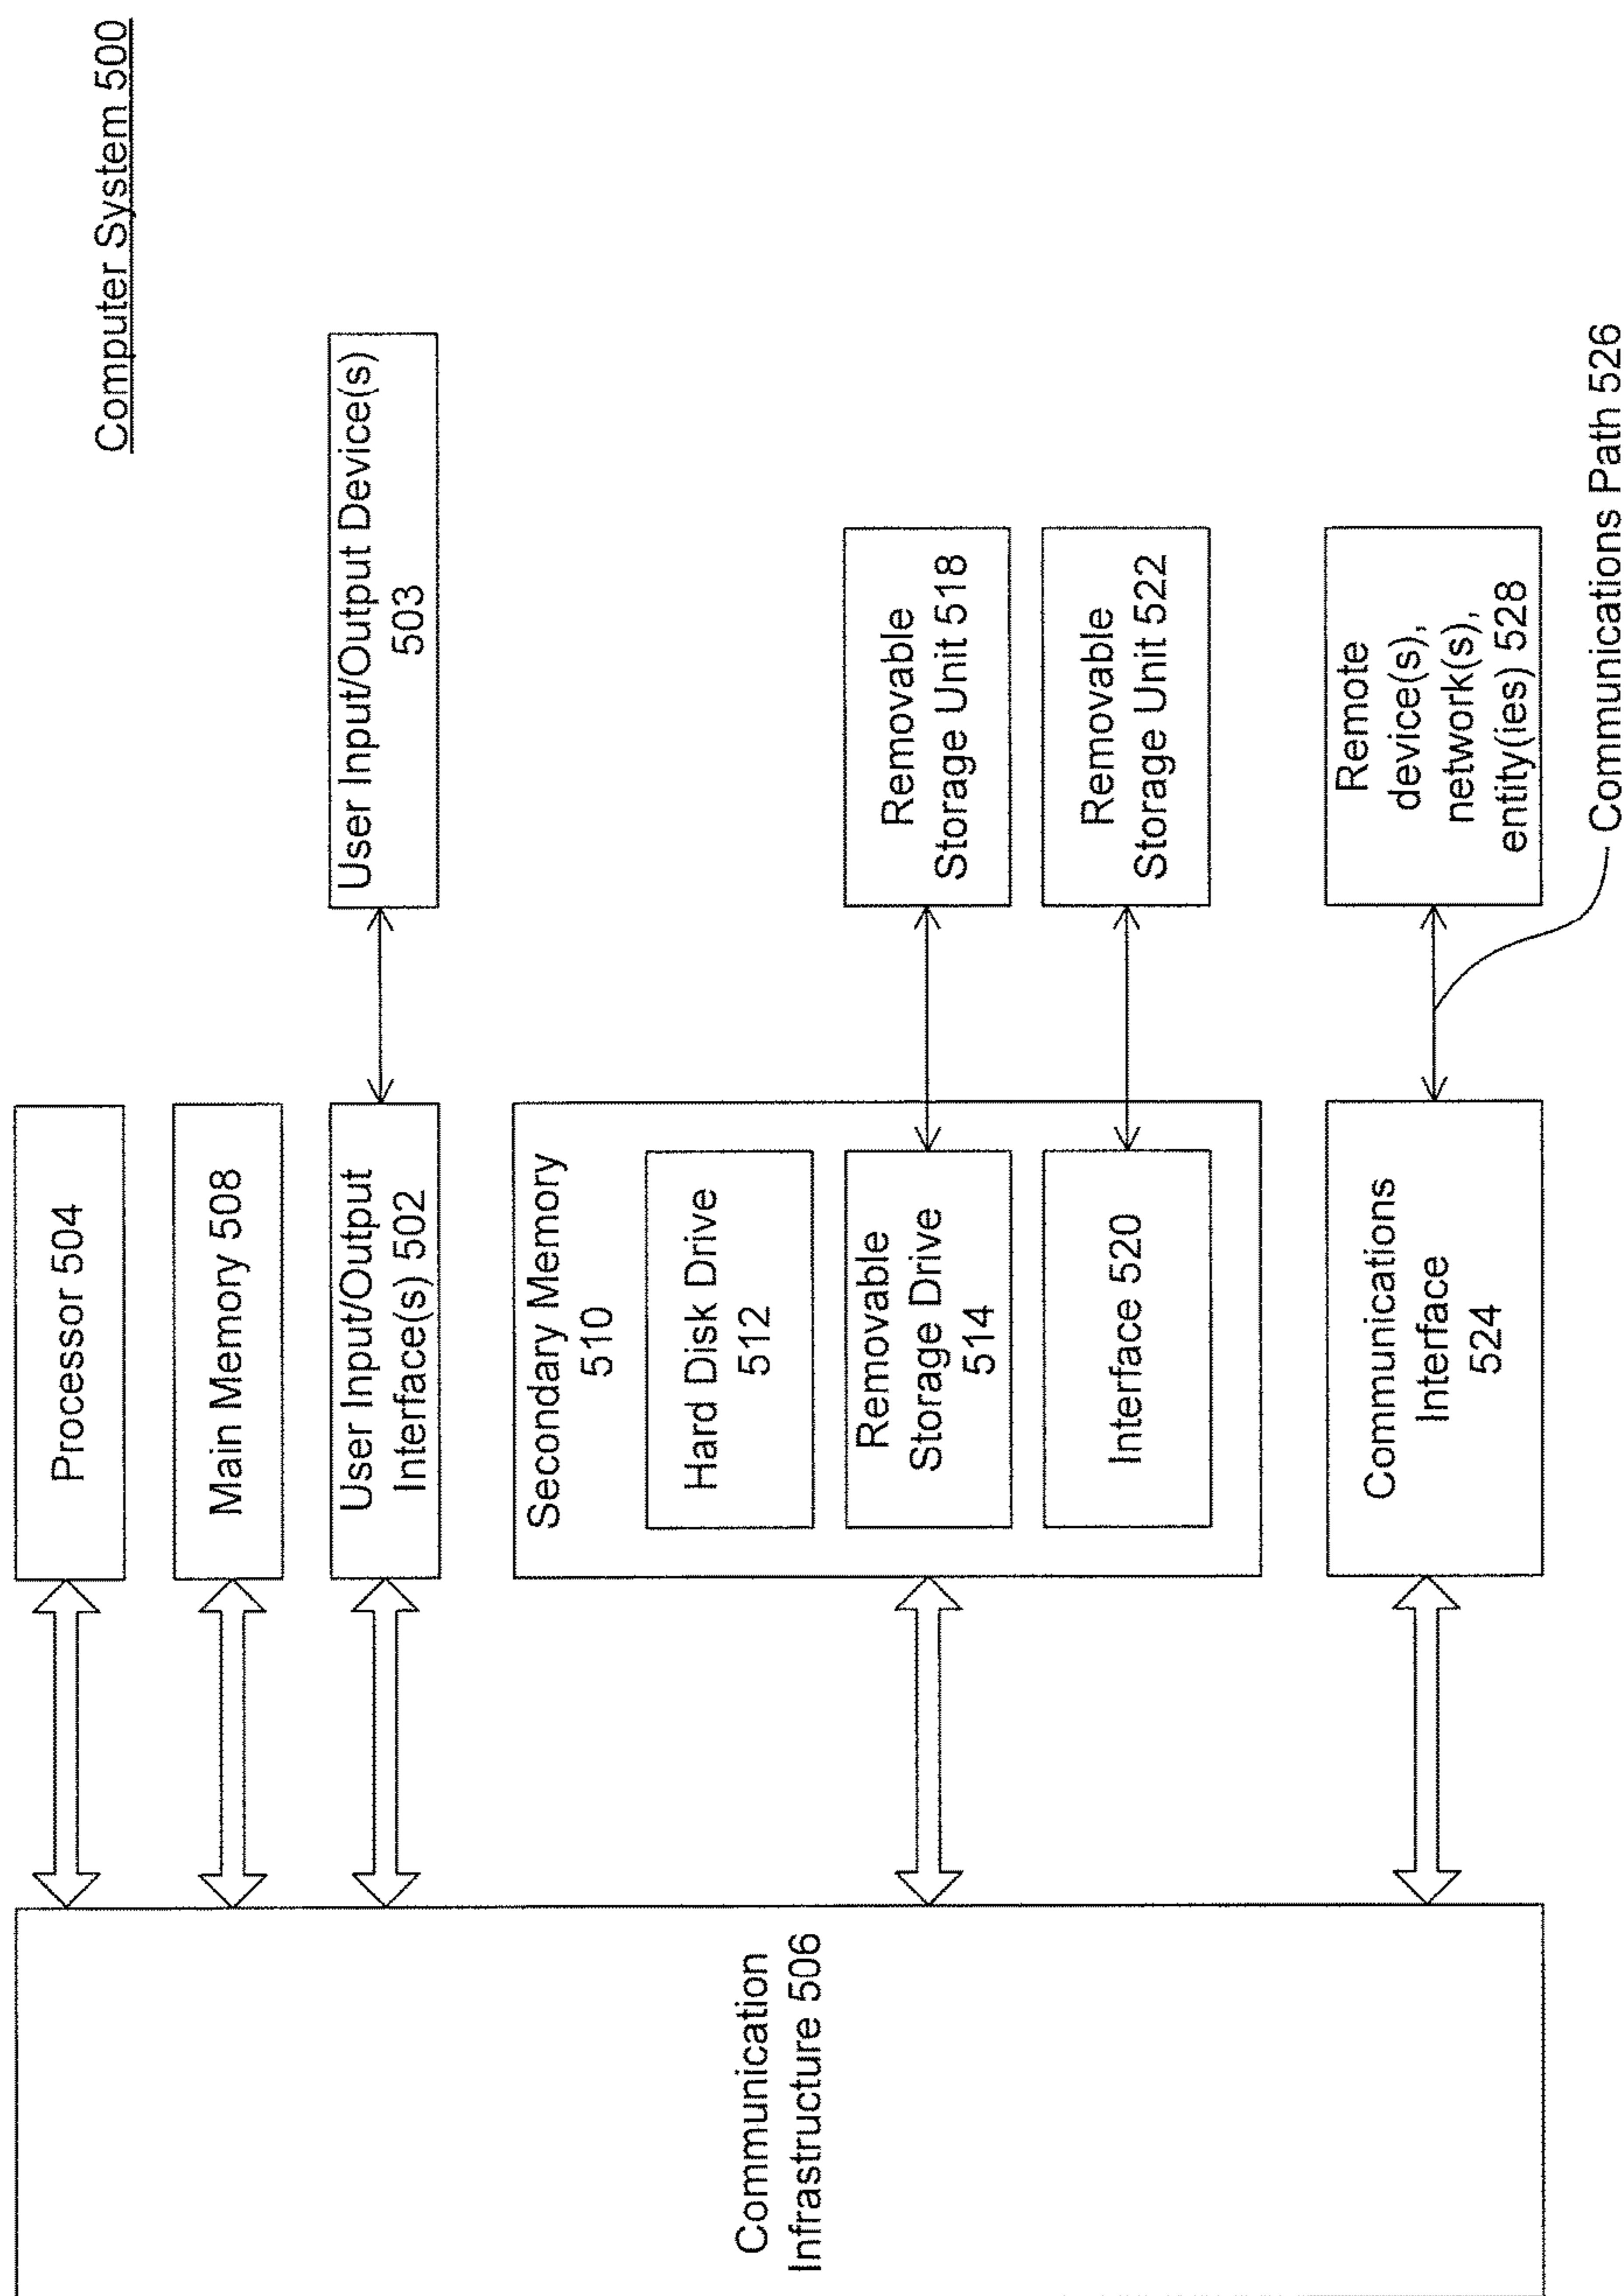 Computer System 500
Processor 504
Main Memory 508
User Input/Output
Interface(s) 502
User Input/Output Device(s)
503
Secondary Memory
510
Hard Disk Drive
512
Removable
Storage Drive
514
Removable
Storage Unit 518
Interface 520
Removable
Storage Unit 522
Communications
Interface
524
Remote
device(s),
network(s),
entity(ies) 528
Communications Path 526
Communication
Infrastructure 506